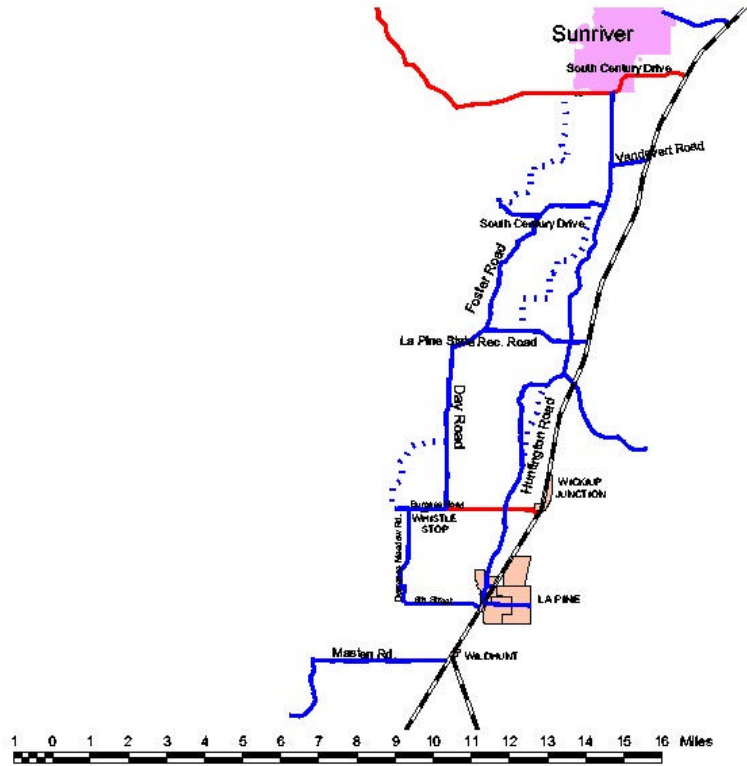 Sunriver
South Century Drive
Vandevert Road
South Century Drive
Foster Road
La Pine State Rec. Road
Day Road
Huntington Road
WICKIUP
JUNCTION
Burgess Road
WHISTLE
STOP
Meadow Rd.
6th Street
LA PINE
Masten Rd.
WILDHUNT
1 0 1 2 3 4 5 6 7 8 9 10 11 12 13 14 15 16 Miles